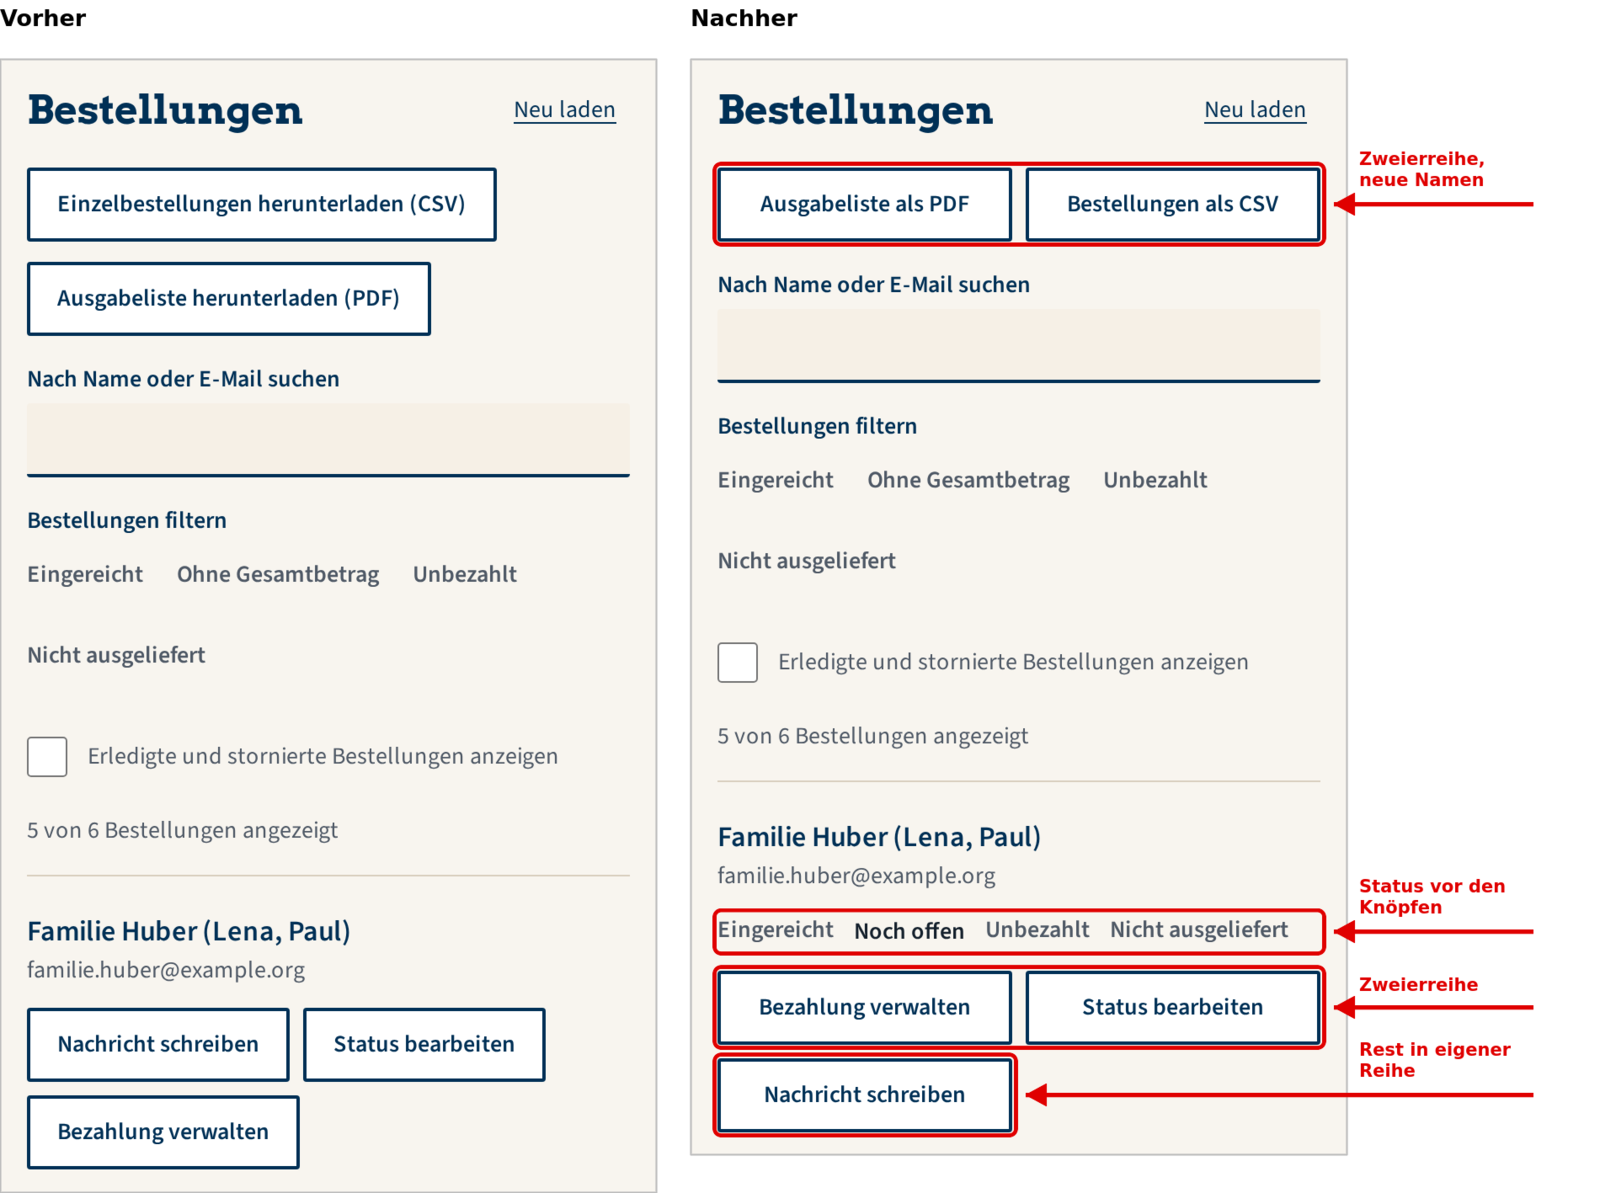 Vorher
Bestellungen
Neu laden
Einzelbestellungen herunterladen (CSV)
Ausgabeliste herunterladen (PDF)
Nach Name oder E-Mail suchen
Bestellungen filtern
Eingereicht Ohne Gesamtbetrag Unbezahlt
Nicht ausgeliefert
Erledigte und stornierte Bestellungen anzeigen
5 von 6 Bestellungen angezeigt
Familie Huber (Lena, Paul)
familie.huber@example.org
Nachricht schreiben Status bearbeiten
Bezahlung verwalten
Nachher
Bestellungen
Neu laden
Ausgabeliste als PDF Bestellungen als CSV
Zweierreihe,
neue Namen
Nach Name oder E-Mail suchen
Bestellungen filtern
Eingereicht Ohne Gesamtbetrag Unbezahlt
Nicht ausgeliefert
Erledigte und stornierte Bestellungen anzeigen
5 von 6 Bestellungen angezeigt
Familie Huber (Lena, Paul)
familie.huber@example.org
Eingereicht Noch offen Unbezahlt Nicht ausgeliefert
Status vor den
Knöpfen
Bezahlung verwalten Status bearbeiten
Zweierreihe
Nachricht schreiben
Rest in eigener
Reihe